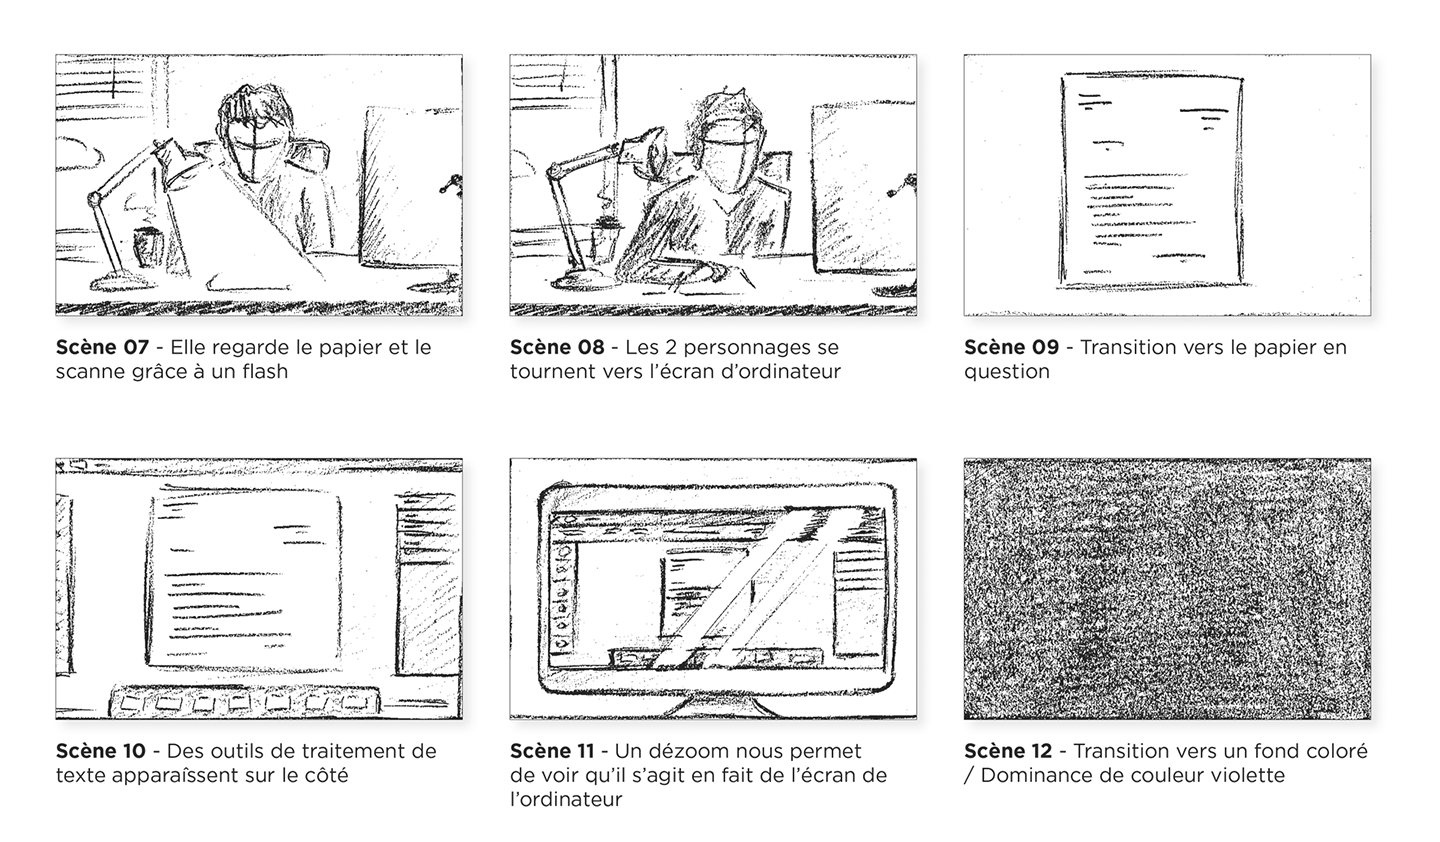 Scène 07 - Elle regarde le papier et le
scanne grâce à un flash
Scène 08 - Les 2 personnages se
tournent vers l’écran d’ordinateur
Scène 09 - Transition vers le papier en
question
Scène 10 - Des outils de traitement de
texte apparaíssent sur le côté
Scène 11 - Un dézoom nous permet
de voir qu’il s’agit en fait de l’écran de
l’ordinateur
Scène 12 - Transition vers un fond coloré
/ Dominance de couleur violette